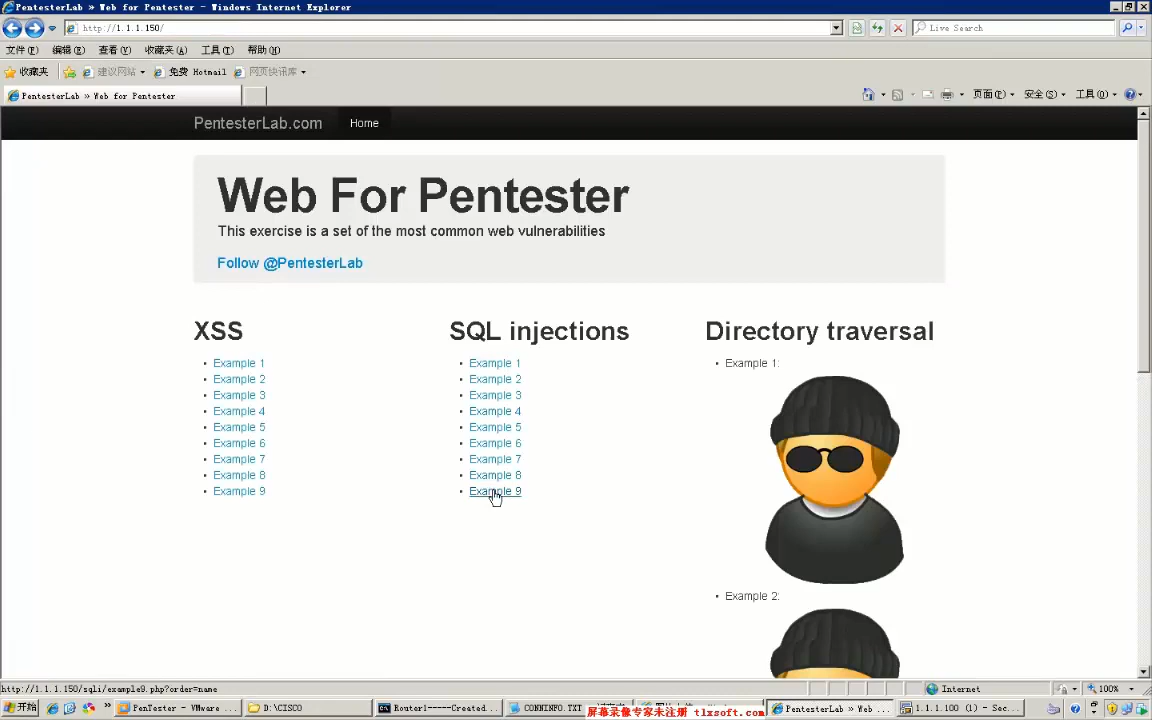 PentesterLab » Web for Pentester - Windows Internet Explorer
http://1.1.1.150/
Live Search
文件(F) 编辑(E) 查看(V) 收藏夹(A) 工具(T) 帮助(H)
收藏夹 建议网站 免费 Hotmail 网页快讯库
PentesterLab » Web for Pentester
页面(P) 安全(S) 工具(O)
PentesterLab.com Home
Web For Pentester
This exercise is a set of the most common web vulnerabilities
Follow @PentesterLab
XSS
Example 1
Example 2
Example 3
Example 4
Example 5
Example 6
Example 7
Example 8
Example 9
SQL injections
Example 1
Example 2
Example 3
Example 4
Example 5
Example 6
Example 7
Example 8
Example 9
Directory traversal
Example 1:
Example 2:
http://1.1.1.150/sqli/example9.php?order=name
Internet
100%
开始
PenTester - VMware ...
D:\CISCO
Router1-----Created...
CONNINFO.TXT
屏幕录像专家未注册 tlxsoft.com
PentesterLab » Web ...
1.1.1.100 (1) - Sec...